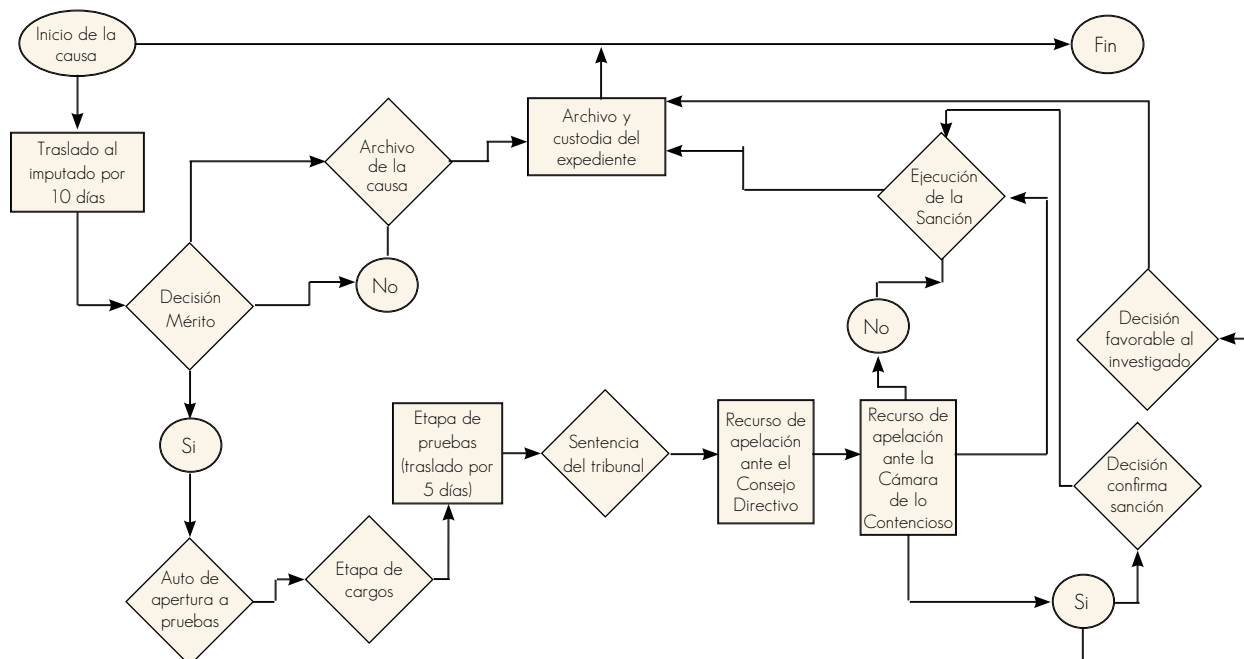 Inicio de la
causa
Fin
Traslado al
imputado por
10 días
Archivo
de la
causa
Archivo y
custodia del
expediente
Ejecución
de la
Sanción
Decisión
Mérito
No
No
Decisión
favorable al
investigado
Si
Etapa de
pruebas
(traslado por
5 días)
Sentencia
del tribunal
Recurso de
apelación
ante el
Consejo
Directivo
Recurso de
apelación
ante la
Cámara
de lo
Contencioso
Decisión
confirma
sanción
Auto de
apertura a
pruebas
Etapa de
cargos
Si